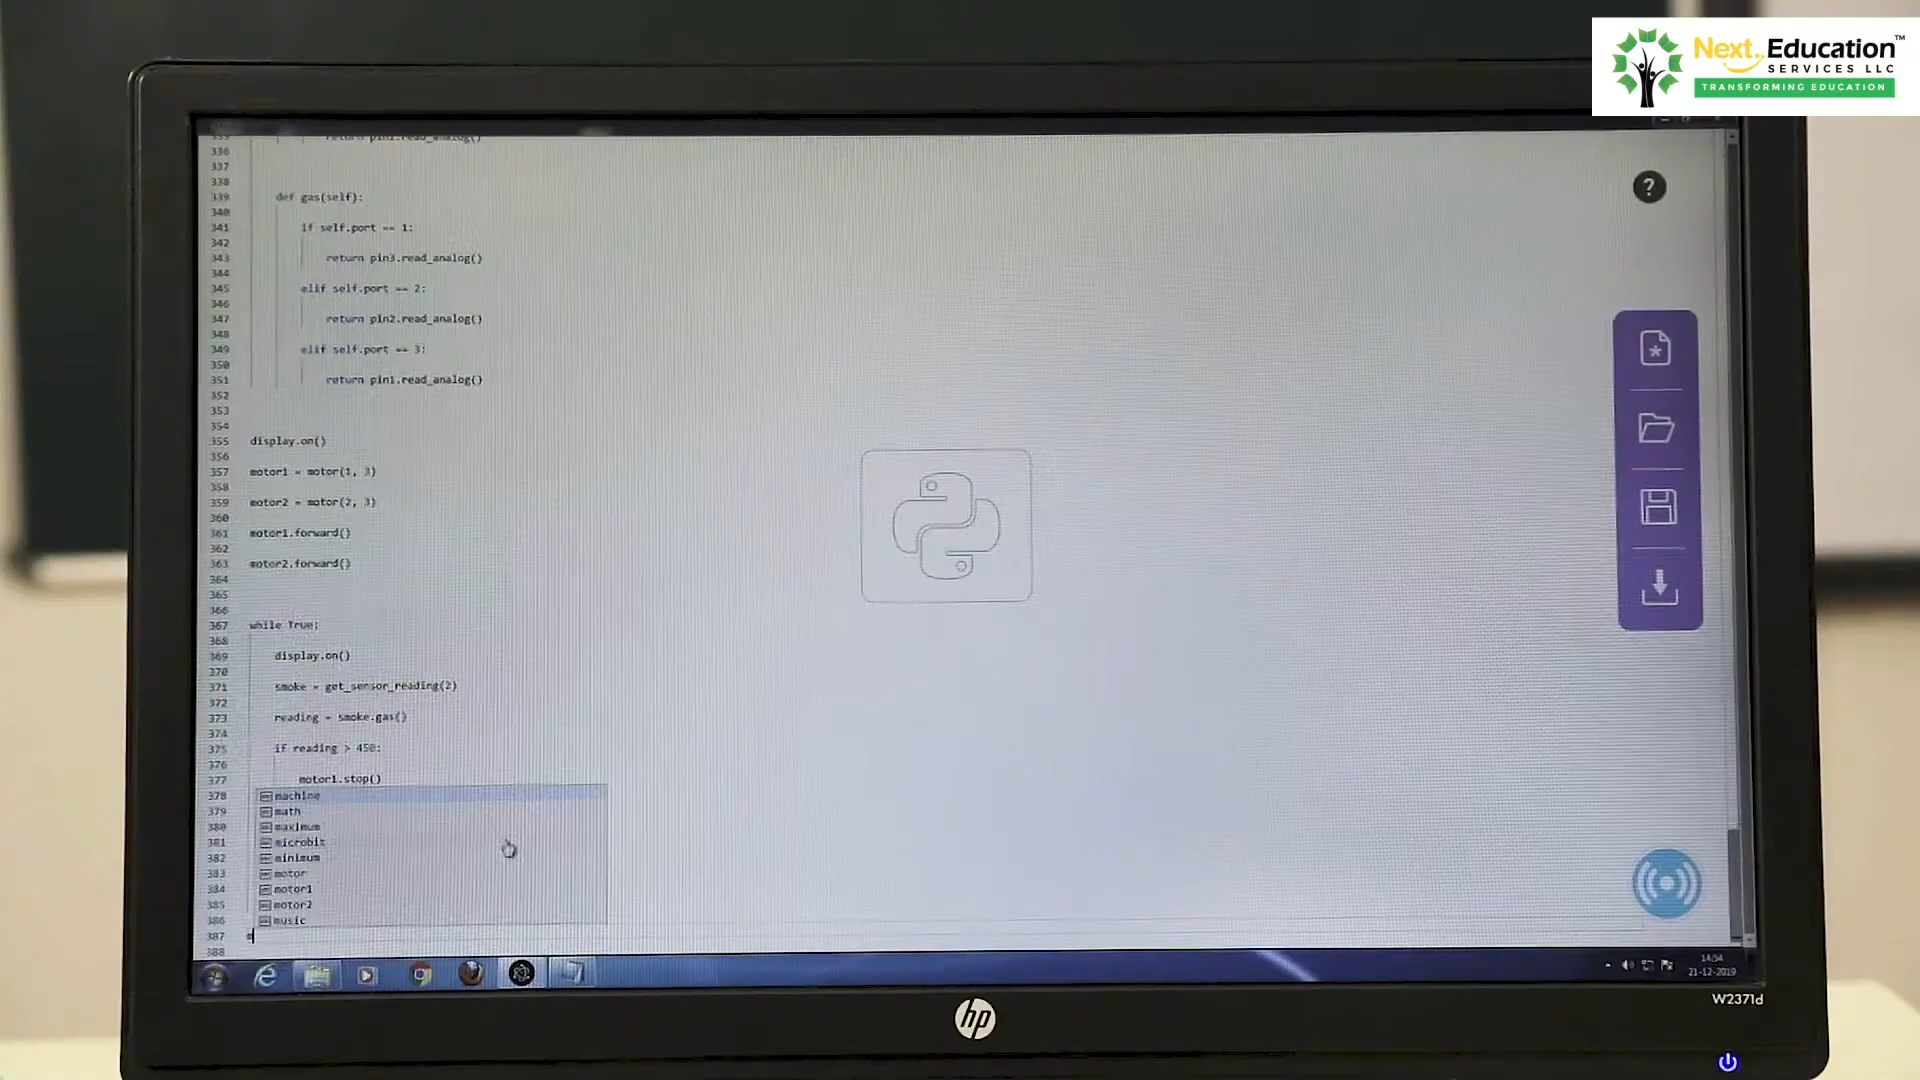 Next Education™
SERVICES LLC
TRANSFORMING EDUCATION
336
337
338
339 def gas(self):
340
341 if self.port == 1:
342
343 return pin3.read_analog()
344
345 elif self.port == 2:
346
347 return pin2.read_analog()
348
349 elif self.port == 3:
350
351 return pin1.read_analog()
352
353
354
355 display.on()
356
357 motor1 = motor(1, 3)
358
359 motor2 = motor(2, 3)
360
361 motor1.forward()
362
363 motor2.forward()
364
365
366
367 while True:
368
369 display.on()
370
371 smoke = get_sensor_reading(2)
372
373 reading = smoke.gas()
374
375 if reading > 450:
376
377 motor1.stop()
378 machine
379 math
380 maximum
381 microbit
382 minimum
383 motor
384 motor1
385 motor2
386 music
387 m
388
?
14:54
21-12-2019
hp
W2371d